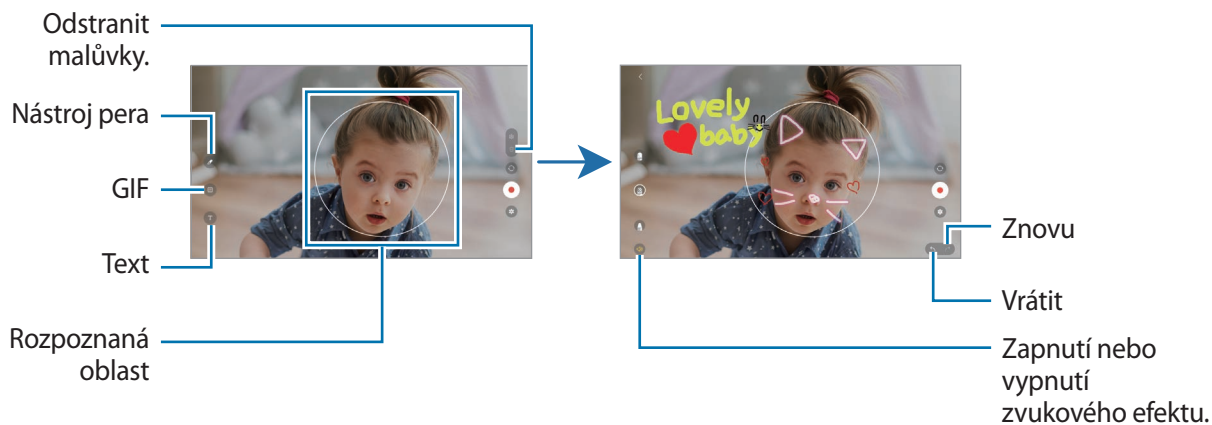 Odstranit
malůvky.
Nástroj pera
GIF
Text
Rozpoznaná
oblast
Lovely
baby
Znovu
Vrátit
Zapnutí nebo
vypnutí
zvukového efektu.